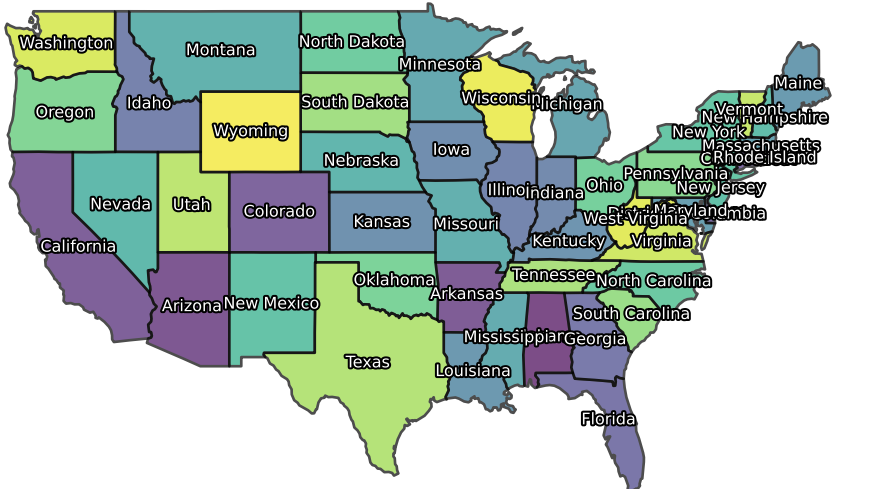 Washington
Montana
North Dakota
Minnesota
Maine
Oregon
Idaho
South Dakota
Wisconsin
Michigan
Vermont
New Hampshire
Wyoming
New York
Massachusetts
Rhode Island
Nebraska
Iowa
Pennsylvania
Nevada
Utah
Colorado
Illinois
Indiana
Ohio
New Jersey
Kansas
Missouri
West Virginia
Maryland
California
Kentucky
Virginia
Arizona
New Mexico
Oklahoma
Arkansas
Tennessee
North Carolina
South Carolina
Texas
Mississippi
Georgia
Louisiana
Florida